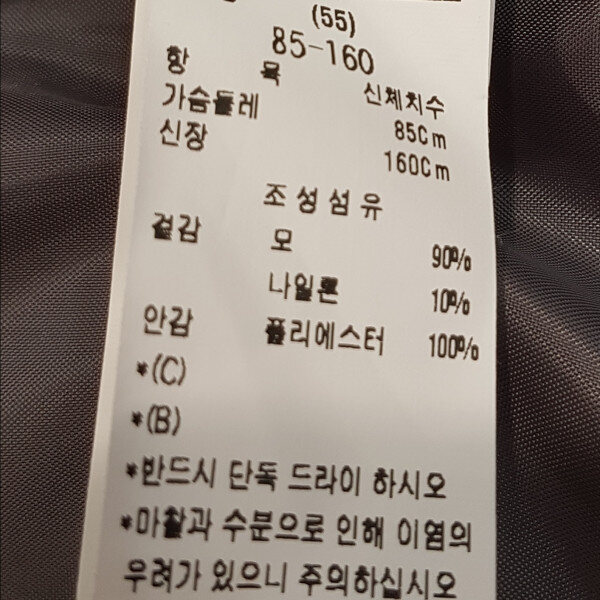 (55)
85-160
항 목 신체치수
가슴둘레 85Cm
신장 160Cm
조성섬유
겉감 모 90%
나일론 10%
안감 폴리에스터 100%
*(C)
*(B)
*반드시 단독 드라이 하시오
*마찰과 수분으로 인해 이염의
우려가 있으니 주의하십시오